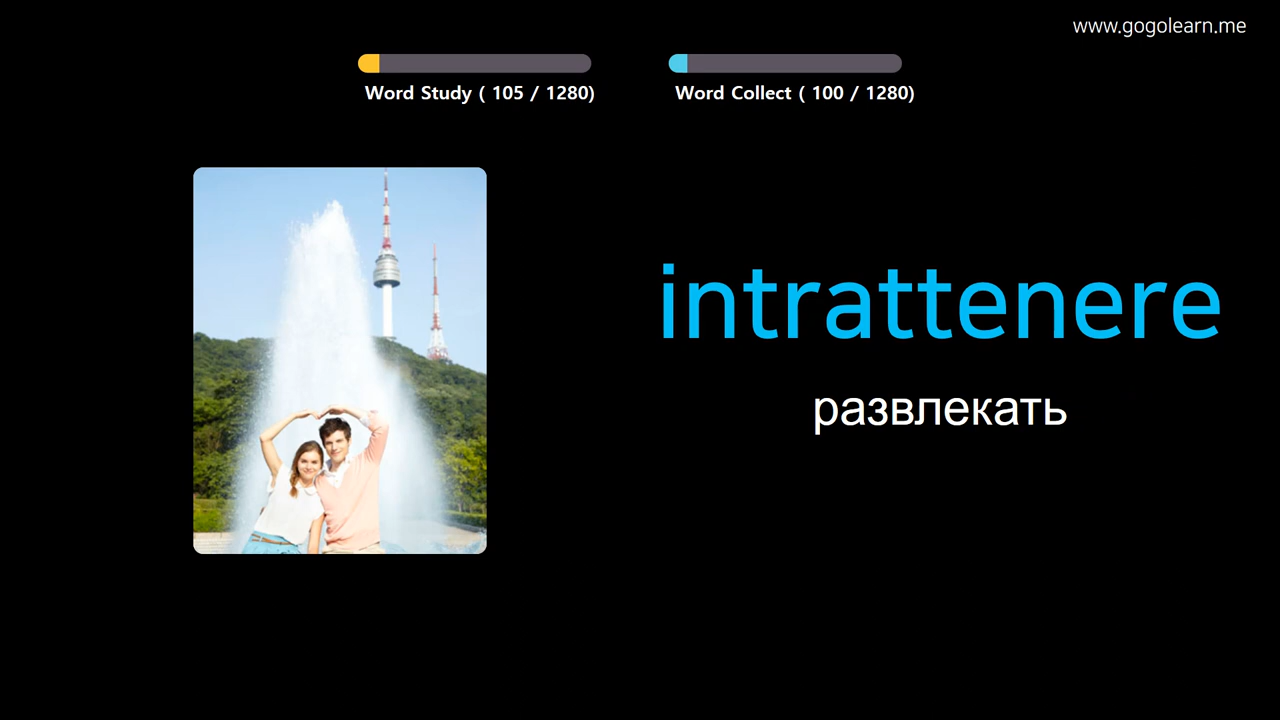 www.gogolearn.me
Word Study ( 105 / 1280)
Word Collect ( 100 / 1280)
intrattenere
развлекать